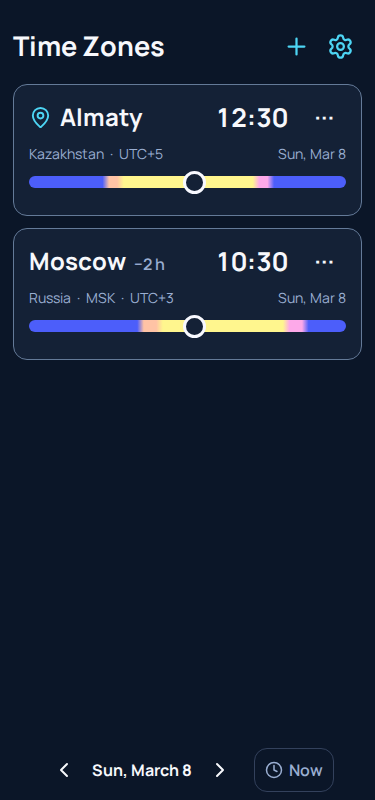 Time Zones
Almaty 12:30 ...
Kazakhstan · UTC+5 Sun, Mar 8
Moscow −2 h 10:30 ...
Russia · MSK · UTC+3 Sun, Mar 8
Sun, March 8 Now